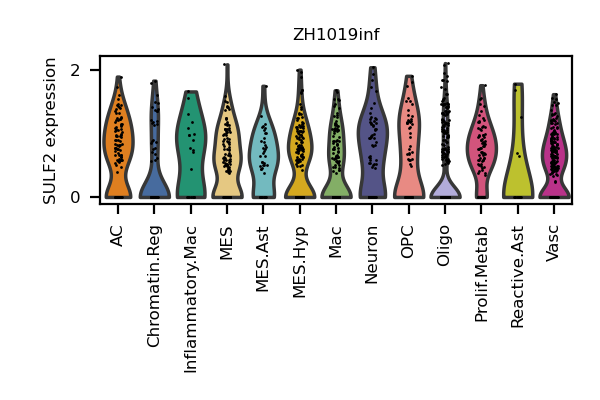 ZH1019inf
SULF2 expression
2
0
AC
Chromatin.Reg
Inflammatory.Mac
MES
MES.Ast
MES.Hyp
Mac
Neuron
OPC
Oligo
Prolif.Metab
Reactive.Ast
Vasc